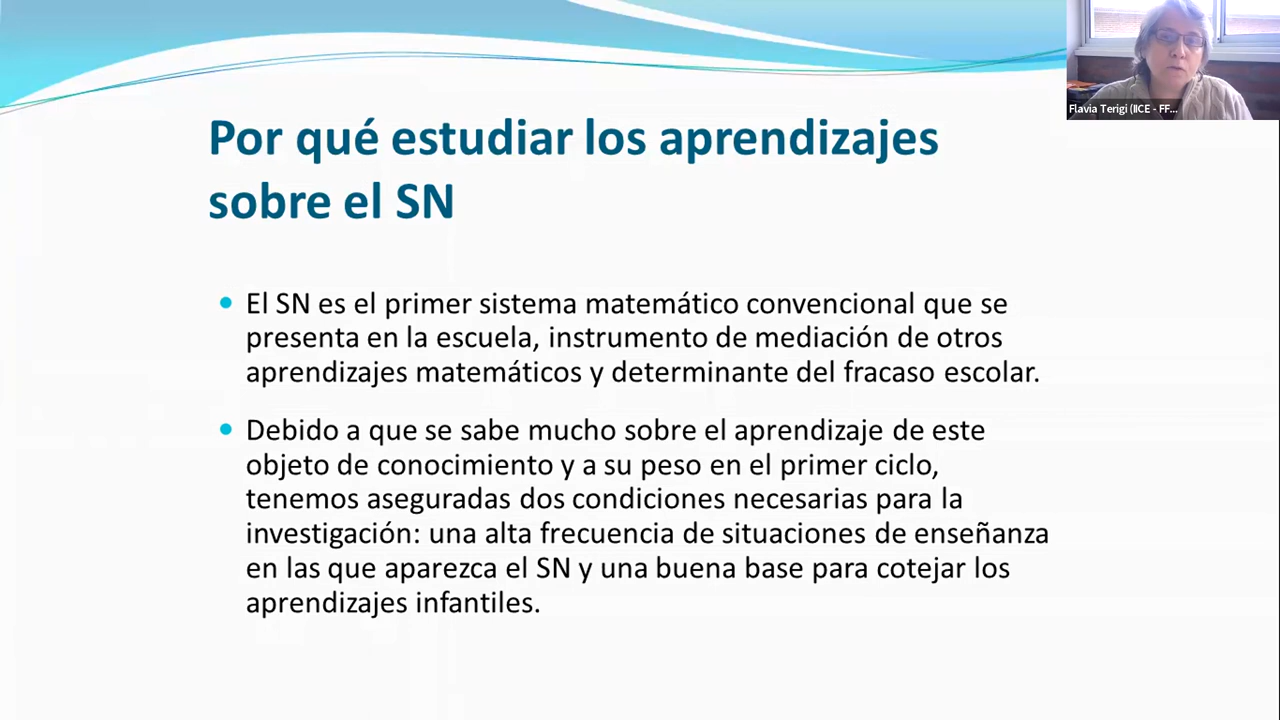 Flavia Terigi (IICE - FF...
Por qué estudiar los aprendizajes
sobre el SN
• El SN es el primer sistema matemático convencional que se
presenta en la escuela, instrumento de mediación de otros
aprendizajes matemáticos y determinante del fracaso escolar.
• Debido a que se sabe mucho sobre el aprendizaje de este
objeto de conocimiento y a su peso en el primer ciclo,
tenemos aseguradas dos condiciones necesarias para la
investigación: una alta frecuencia de situaciones de enseñanza
en las que aparezca el SN y una buena base para cotejar los
aprendizajes infantiles.